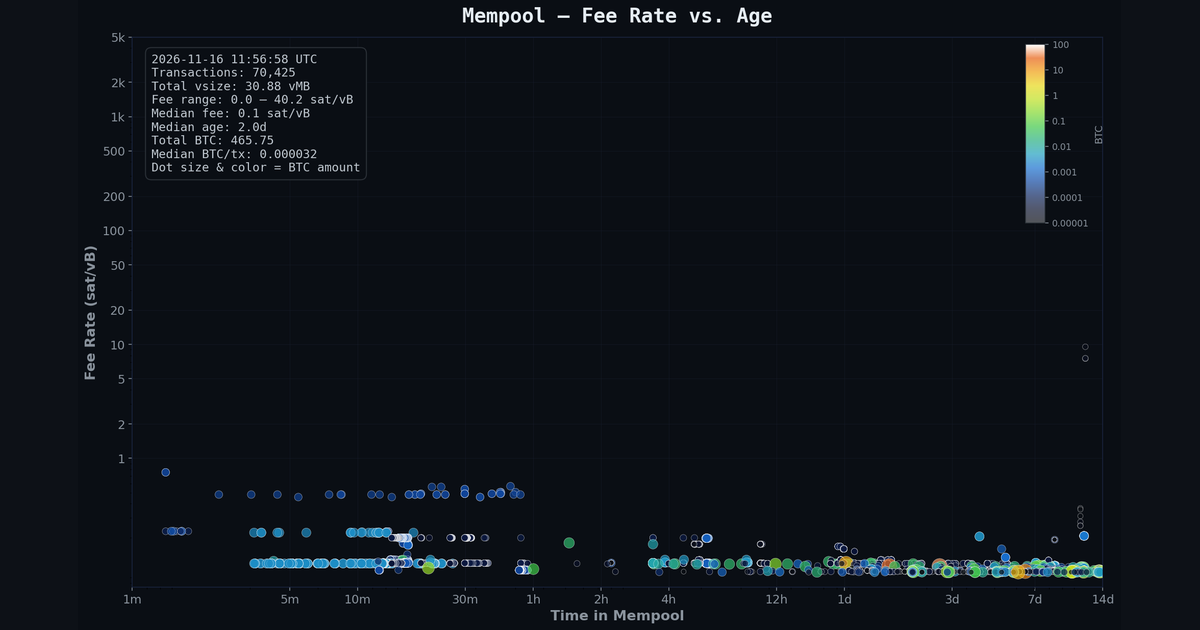 Mempool — Fee Rate vs. Age
2026-11-16 11:56:58 UTC
Transactions: 70,425
Total vsize: 30.88 vMB
Fee range: 0.0 – 40.2 sat/vB
Median fee: 0.1 sat/vB
Median age: 2.0d
Total BTC: 465.75
Median BTC/tx: 0.000032
Dot size & color = BTC amount
100
10
1
0.1
0.01
0.001
0.0001
0.00001
BTC
Fee Rate (sat/vB)
5k
2k
1k
500
200
100
50
20
10
5
2
1
1m 5m 10m 30m 1h 2h 4h 12h 1d 3d 7d 14d
Time in Mempool